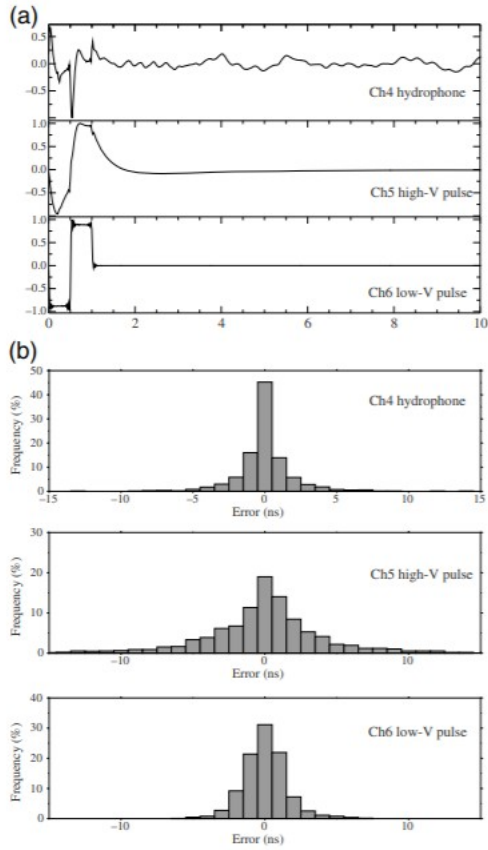 (a)
0.5
0.0
−0.5
Ch4 hydrophone
1.0
0.5
0.0
−0.5
Ch5 high-V pulse
1.0
0.5
0.0
−0.5
−1.0
Ch6 low-V pulse
0 2 4 6 8 10
(b)
50
40
30
20
10
0
Frequency (%)
Ch4 hydrophone
−15 −10 −5 0 5 10 15
Error (ns)
30
20
10
0
Frequency (%)
Ch5 high-V pulse
−10 0 10
Error (ns)
40
30
20
10
0
Frequency (%)
Ch6 low-V pulse
−10 0 10
Error (ns)